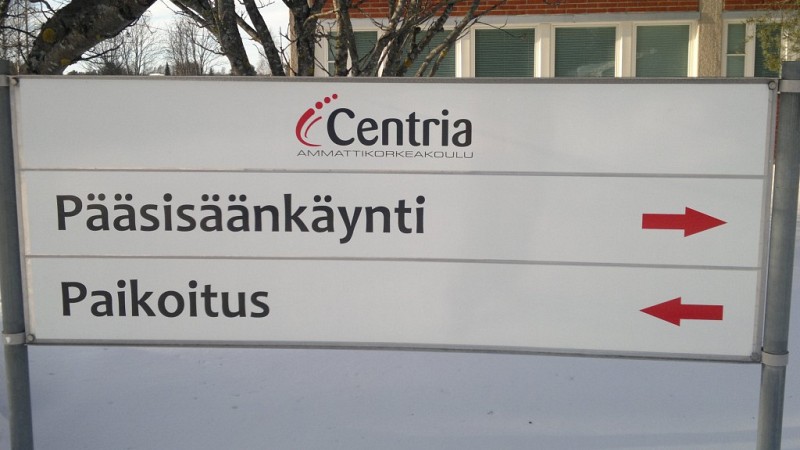 Centria
AMMATTIKORKEAKOULU
Pääsisäänkäynti
Paikoitus